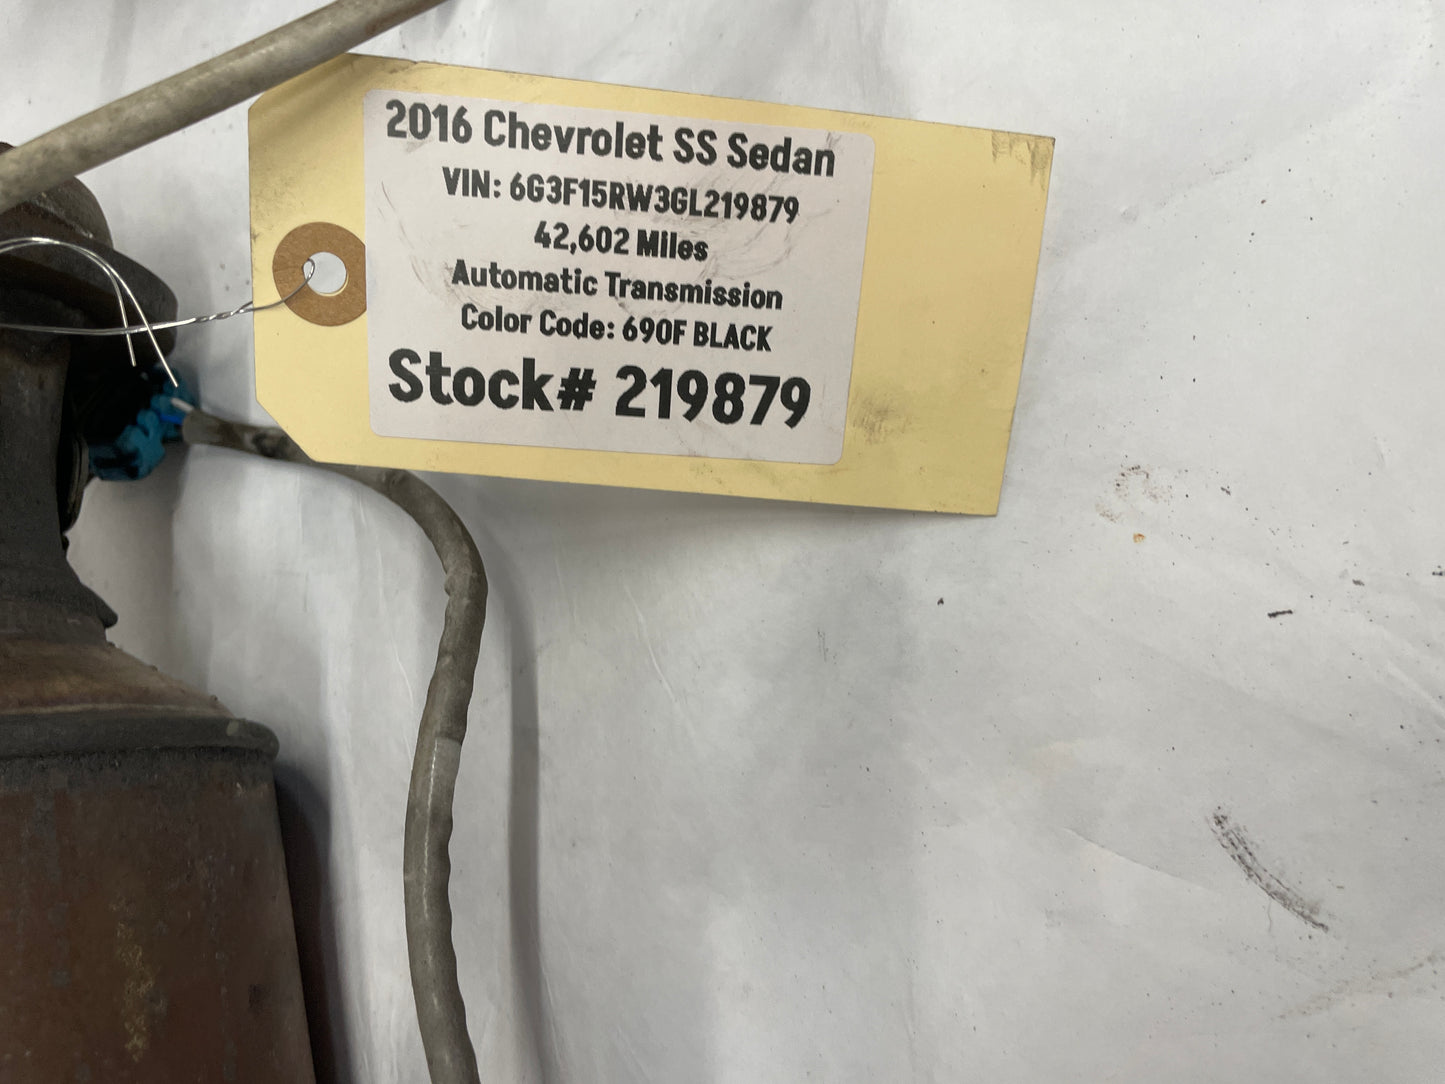 2016 Chevrolet SS Sedan
VIN: 6G3F15RW3GL219879
42,602 Miles
Automatic Transmission
Color Code: 690F BLACK
Stock# 219879